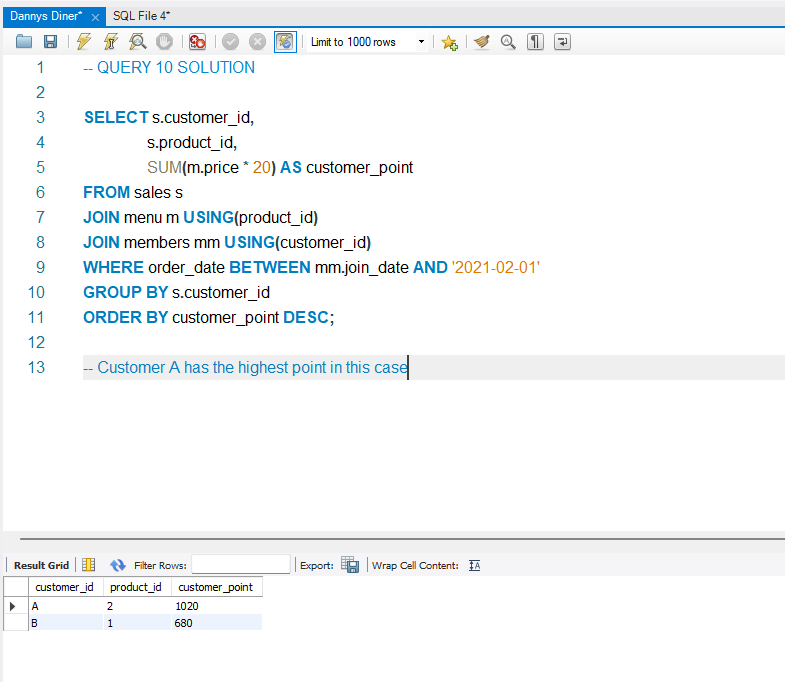 Dannys Diner* × SQL File 4*
Limit to 1000 rows
1 -- QUERY 10 SOLUTION
2
3 SELECT s.customer_id,
4 s.product_id,
5 SUM(m.price * 20) AS customer_point
6 FROM sales s
7 JOIN menu m USING(product_id)
8 JOIN members mm USING(customer_id)
9 WHERE order_date BETWEEN mm.join_date AND '2021-02-01'
10 GROUP BY s.customer_id
11 ORDER BY customer_point DESC;
12
13 -- Customer A has the highest point in this case
Result Grid Filter Rows: Export: Wrap Cell Content: IA
customer_id product_id customer_point
A 2 1020
B 1 680